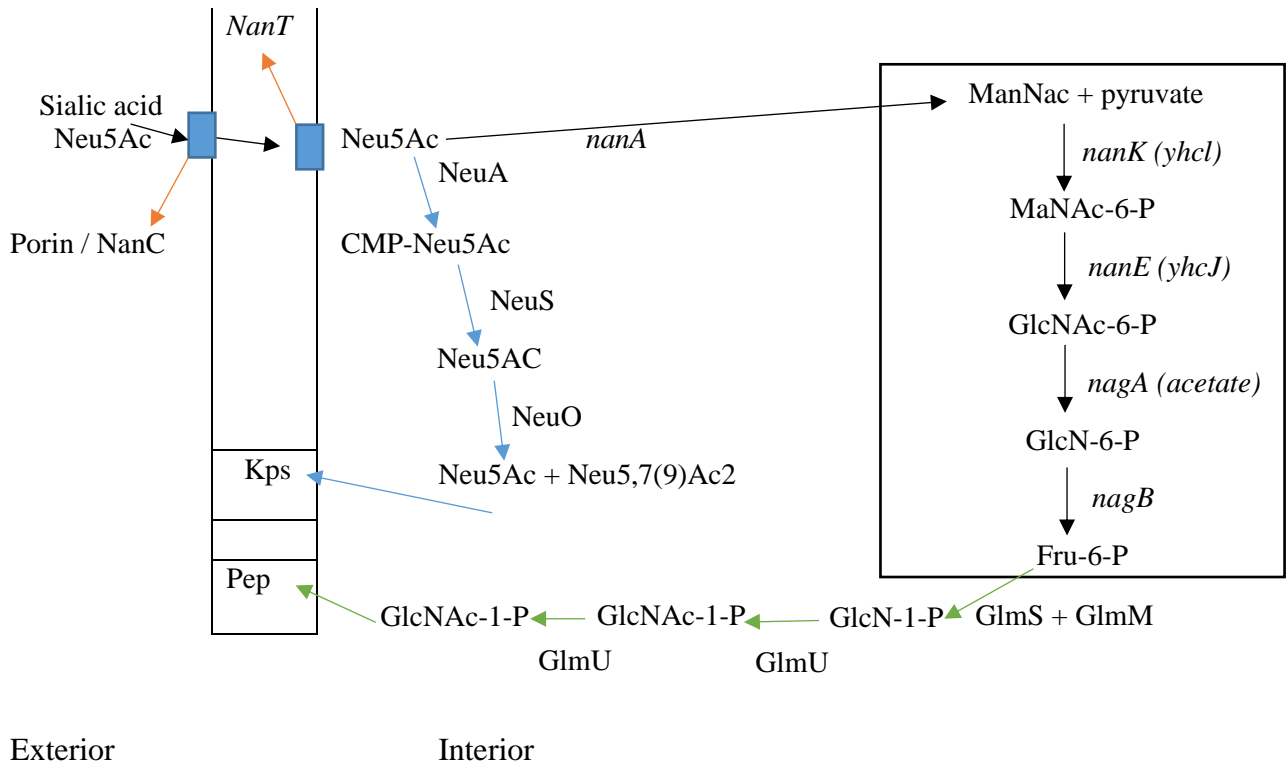 NanT
Sialic acid
Neu5Ac
Porin / NanC
Neu5Ac
nanA
NeuA
CMP-Neu5Ac
NeuS
Neu5AC
NeuO
Neu5Ac + Neu5,7(9)Ac2
Kps
Pep
ManNac + pyruvate
nanK (yhcl)
MaNAc-6-P
nanE (yhcJ)
GlcNAc-6-P
nagA (acetate)
GlcN-6-P
nagB
Fru-6-P
GlcNAc-1-P
GlcNAc-1-P
GlcN-1-P
GlmS + GlmM
GlmU
GlmU
Exterior
Interior